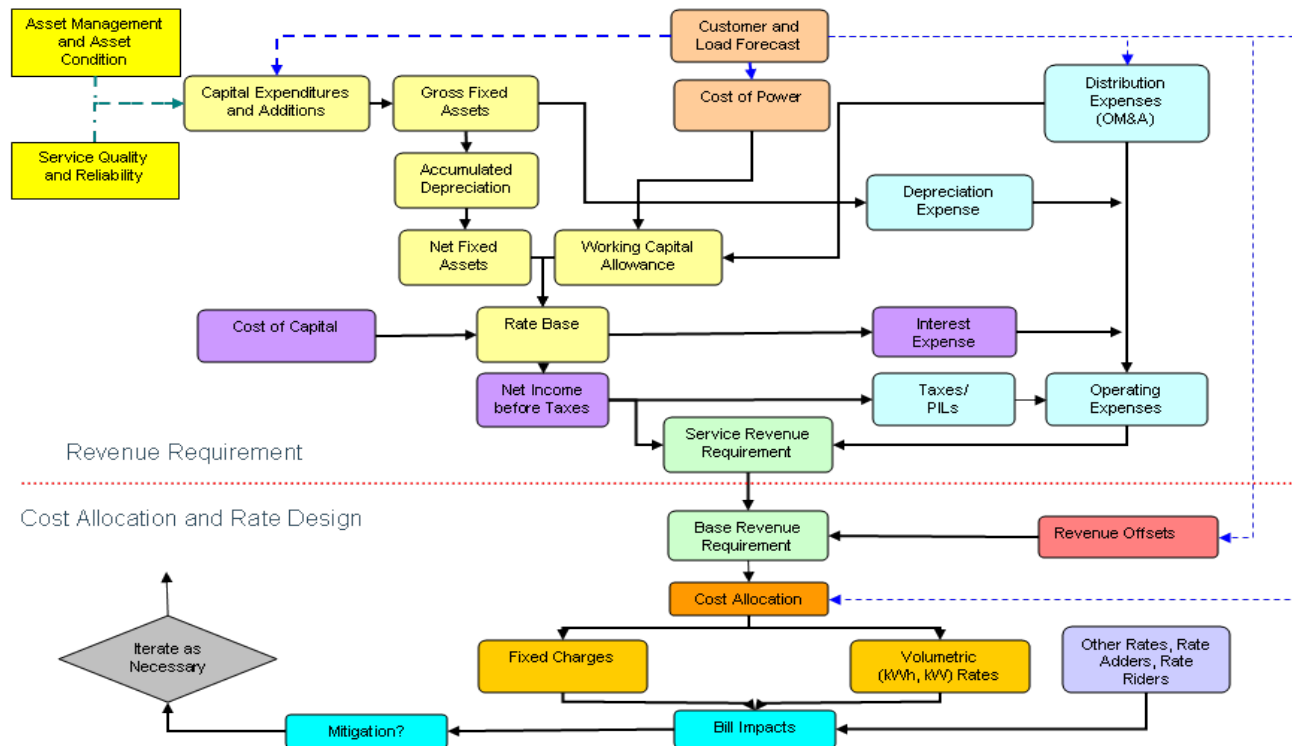 Asset Management
and Asset
Condition
Customer and
Load Forecast
Capital Expenditures
and Additions
Gross Fixed
Assets
Cost of Power
Distribution
Expenses
(OM&A)
Service Quality
and Reliability
Accumulated
Depreciation
Depreciation
Expense
Net Fixed
Assets
Working Capital
Allowance
Cost of Capital
Rate Base
Interest
Expense
Net Income
before Taxes
Taxes/
PILs
Operating
Expenses
Service Revenue
Requirement
Revenue Requirement
Cost Allocation and Rate Design
Base Revenue
Requirement
Revenue Offsets
Cost Allocation
Iterate as
Necessary
Fixed Charges
Volumetric
(kWh, kW) Rates
Other Rates, Rate
Adders, Rate
Riders
Mitigation?
Bill Impacts